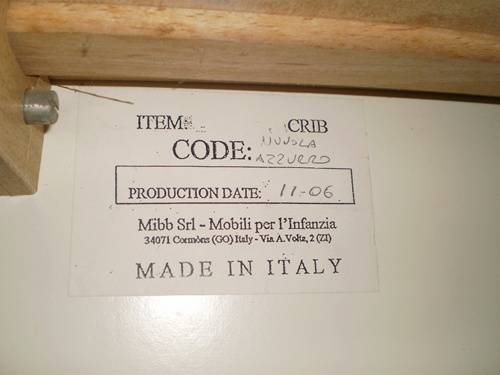 ITEM: CRIB
CODE: NUVOLA
AZZURRO
PRODUCTION DATE: 11-06
Mibb Srl - Mobili per l'Infanzia
34071 Cormòns (GO) Italy - Via A.Volta, 2 (ZI)
MADE IN ITALY